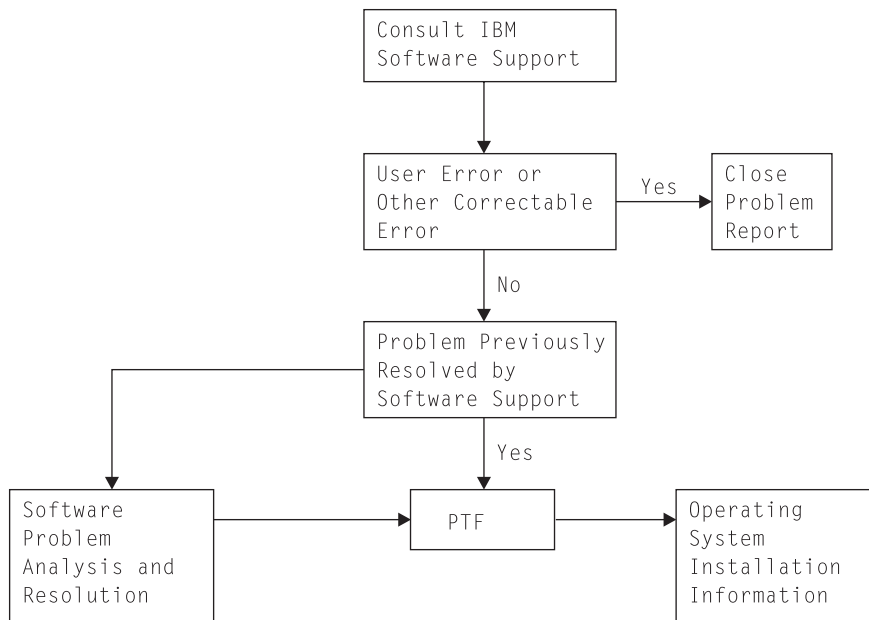 Consult IBM
Software Support
User Error or
Other Correctable
Error
Yes
Close
Problem
Report
No
Problem Previously
Resolved by
Software Support
Yes
Software
Problem
Analysis and
Resolution
PTF
Operating
System
Installation
Information